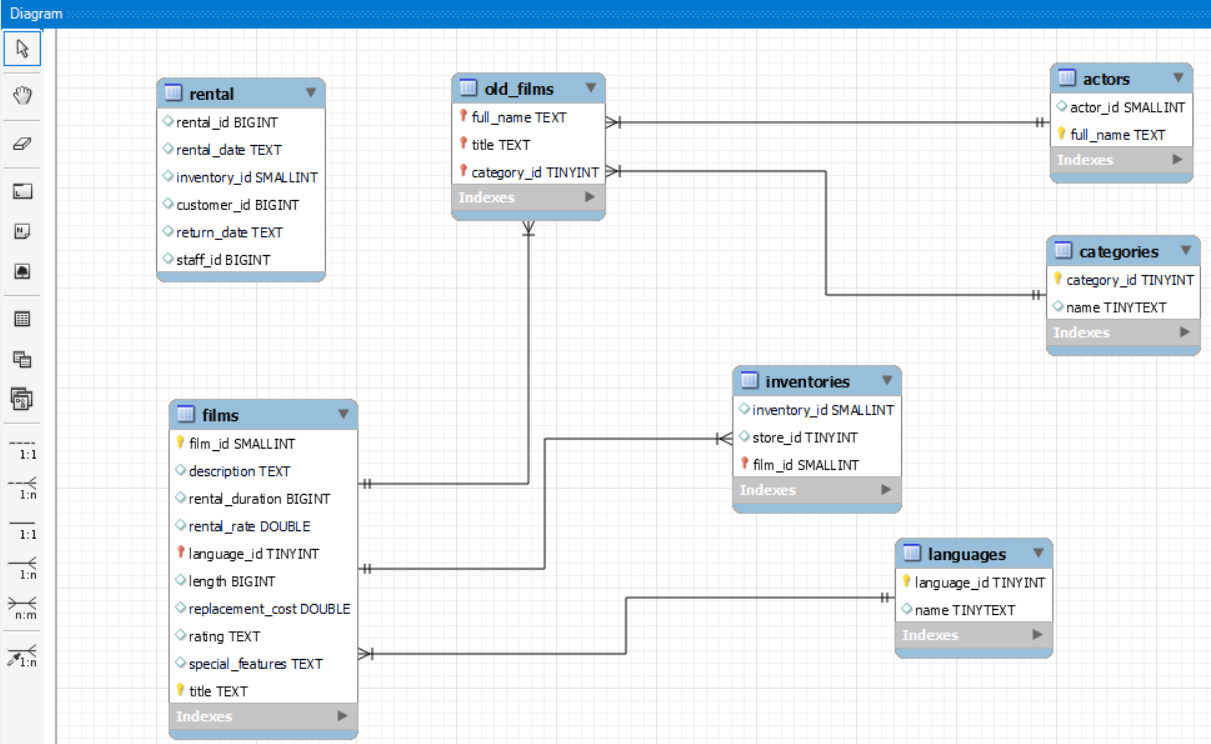 Diagram
rental
rental_id BIGINT
rental_date TEXT
inventory_id SMALLINT
customer_id BIGINT
return_date TEXT
staff_id BIGINT
old_films
full_name TEXT
title TEXT
category_id TINYINT
Indexes
actors
actor_id SMALLINT
full_name TEXT
Indexes
categories
category_id TINYINT
name TINYTEXT
Indexes
inventories
inventory_id SMALLINT
store_id TINYINT
film_id SMALLINT
Indexes
films
film_id SMALLINT
description TEXT
rental_duration BIGINT
rental_rate DOUBLE
language_id TINYINT
length BIGINT
replacement_cost DOUBLE
rating TEXT
special_features TEXT
title TEXT
Indexes
languages
language_id TINYINT
name TINYTEXT
Indexes
1:1
1:n
1:1
1:n
n:m
1:n